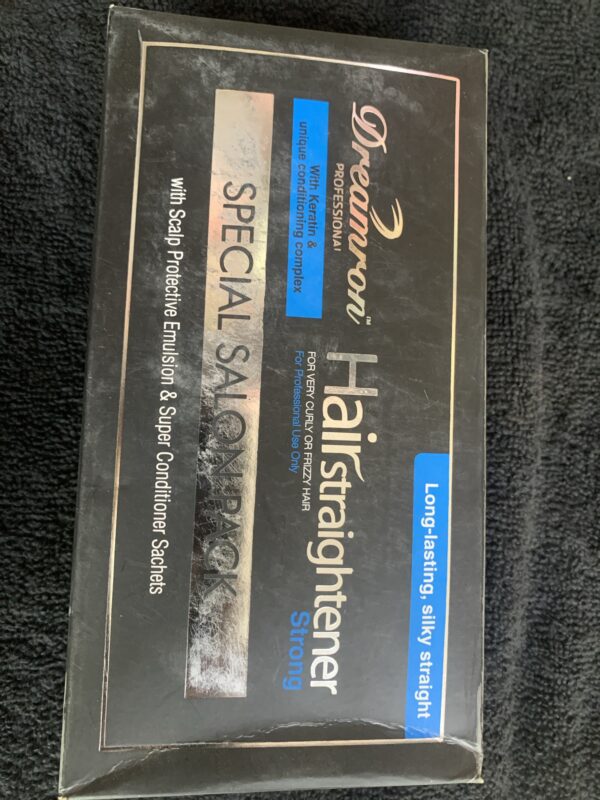 Long-lasting, silky straight
Dreamron™
PROFESSIONAL
Hairstraightener
Strong
FOR VERY CURLY OR FRIZZY HAIR
For Professional Use Only
With Keratin &
unique conditioning complex
SPECIAL SALON PACK
with Scalp Protective Emulsion & Super Conditioner Sachets